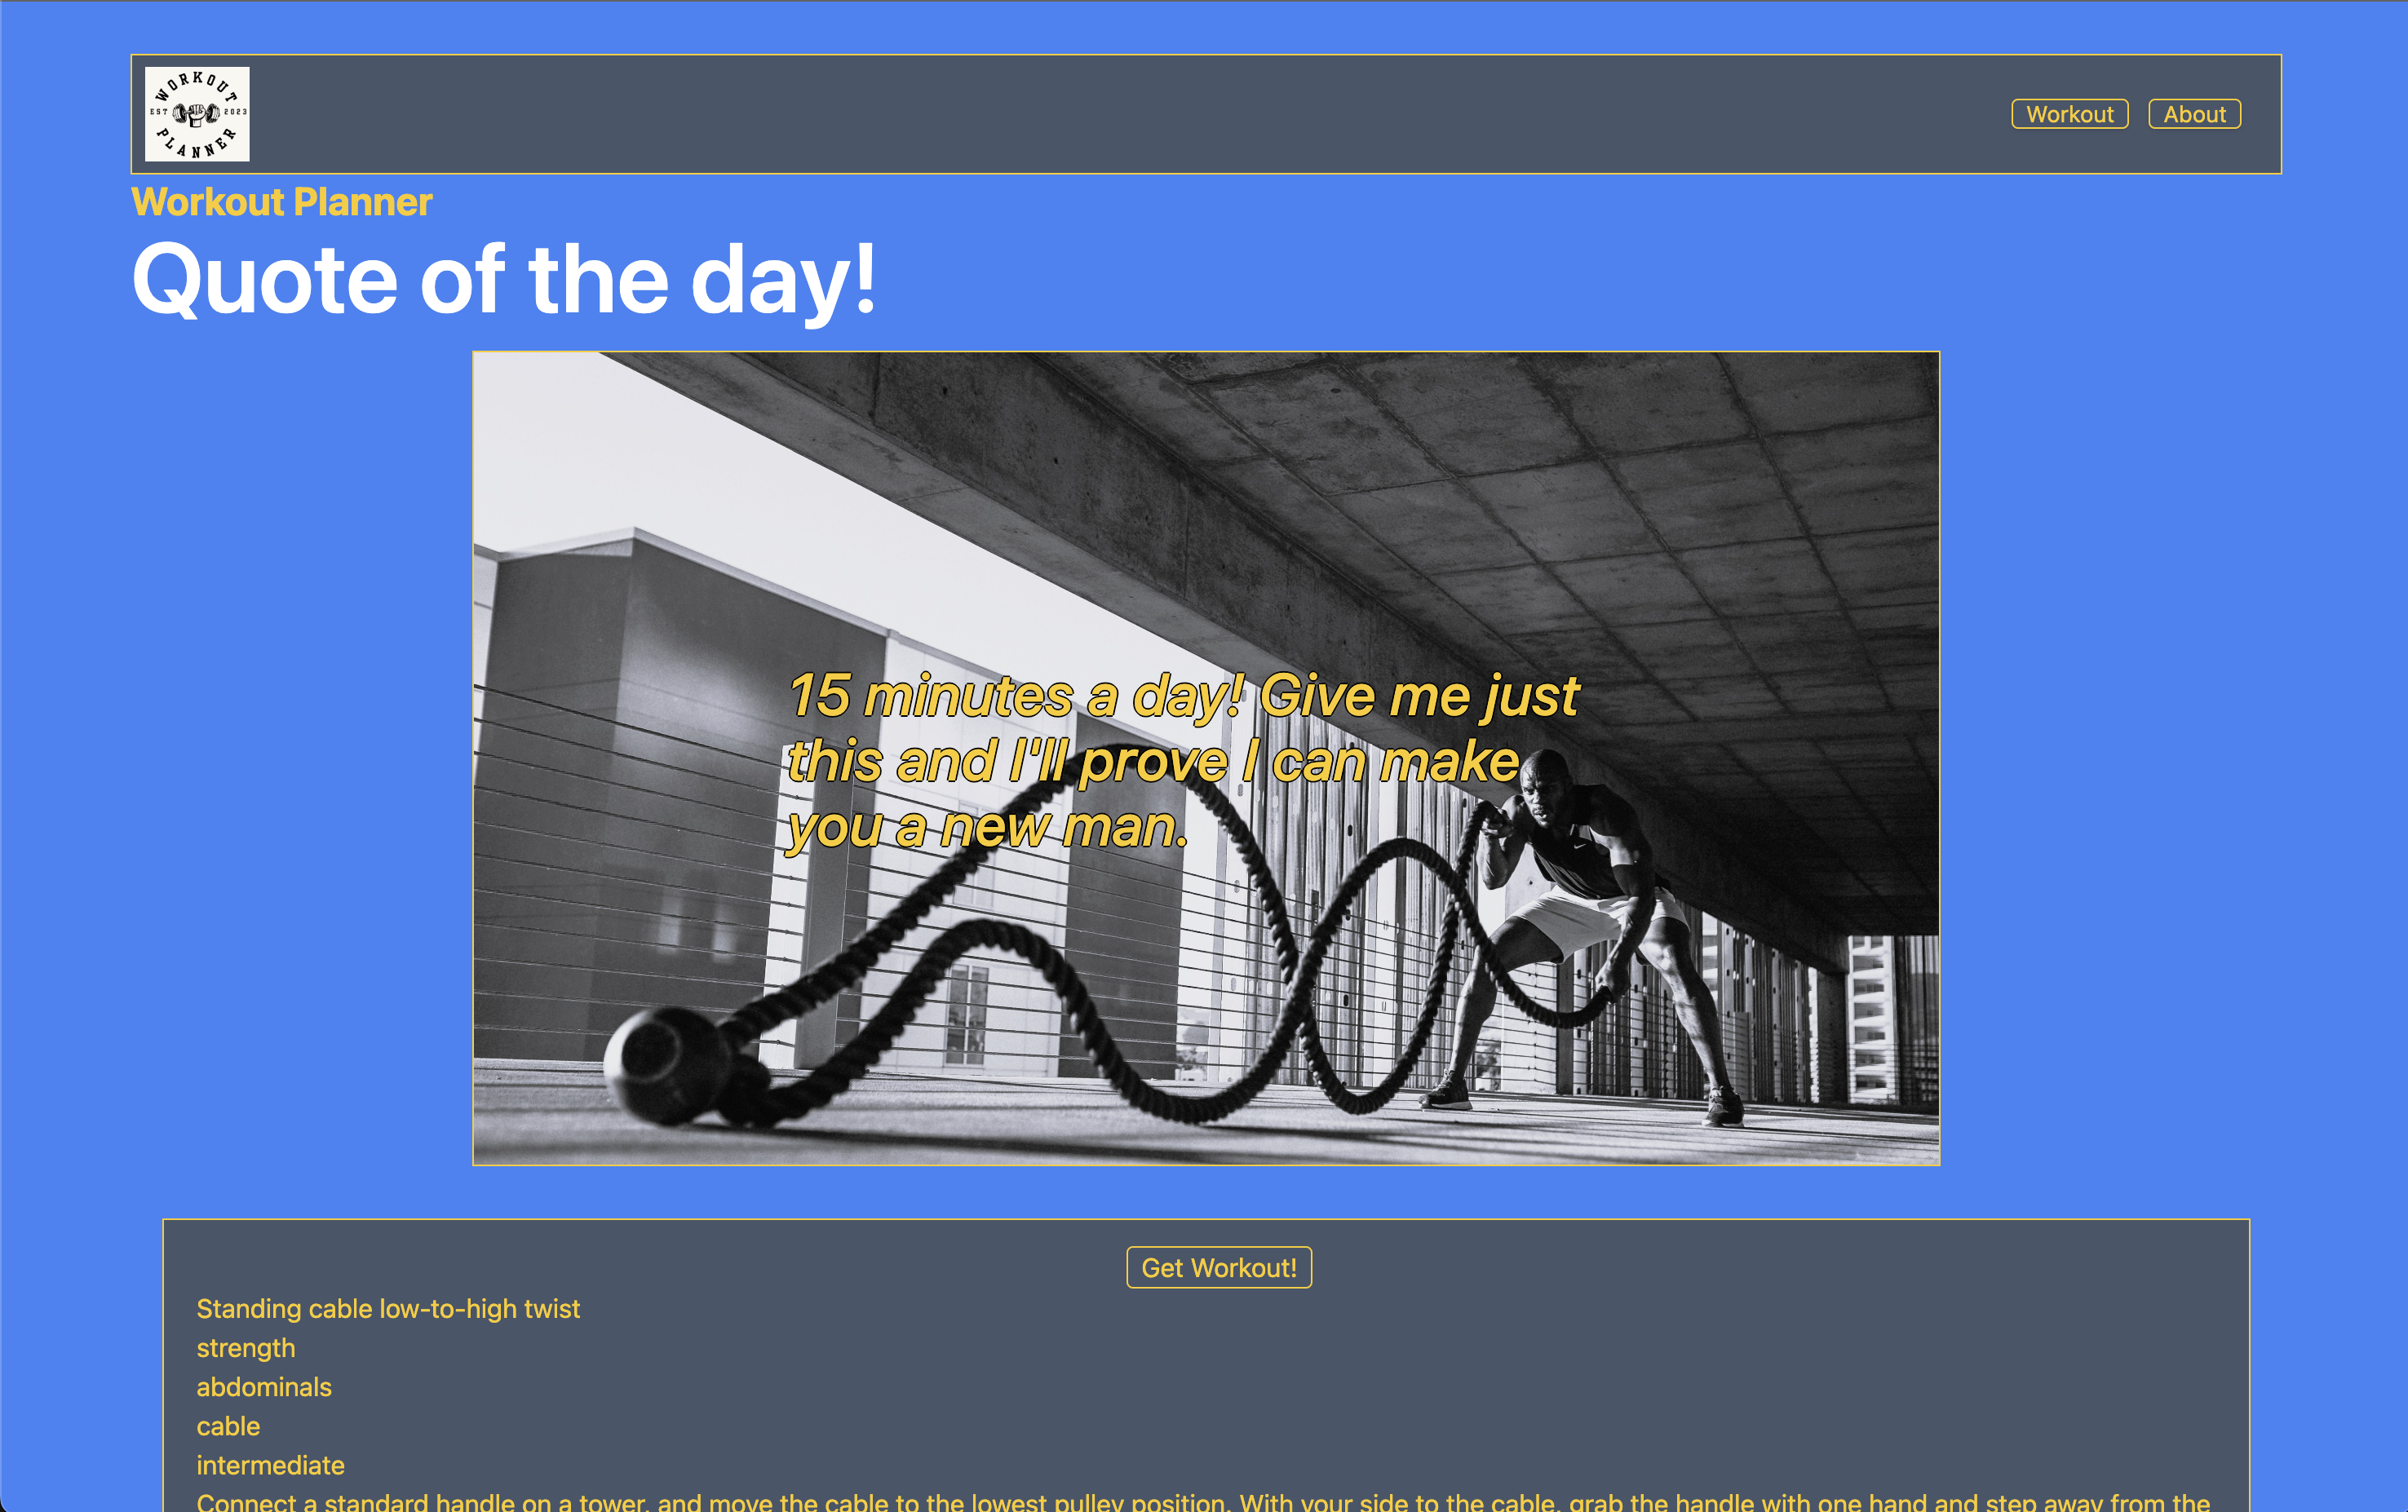 WORKOUT
EST 2023
PLANNER
Workout About
Workout Planner
Quote of the day!
15 minutes a day! Give me just
this and I'll prove I can make
you a new man.
Get Workout!
Standing cable low-to-high twist
strength
abdominals
cable
intermediate
Connect a standard handle on a tower, and move the cable to the lowest pulley position. With your side to the cable, grab the handle with one hand and step away from the